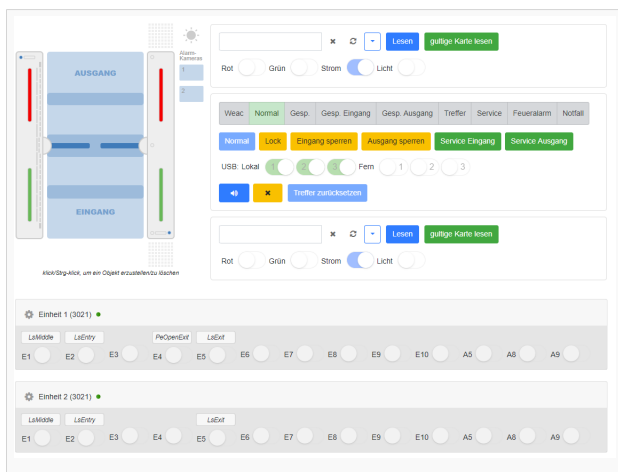 Lesen gultige Karte lesen
Alarm-
Kameras
1
2
Rot Grün Strom Licht
AUSGANG
EINGANG
klick/Strg-klick, um ein Objekt erzustellen/zu löschen
Weac Normal Gesp. Gesp. Eingang Gesp. Ausgang Treffer Service Feueralarm Notfall
Normal Lock Eingang sperren Ausgang sperren Service Eingang Service Ausgang
USB: Lokal 1 2 3 Fern 1 2 3
Treffer zurücksetzen
Lesen gultige Karte lesen
Rot Grün Strom Licht
Einheit 1 (3021)
LsMiddle LsEntry PeOpenExit LsExit
E1 E2 E3 E4 E5 E6 E7 E8 E9 E10 A5 A8 A9
Einheit 2 (3021)
LsMiddle LsEntry LsExit
E1 E2 E3 E4 E5 E6 E7 E8 E9 E10 A5 A8 A9